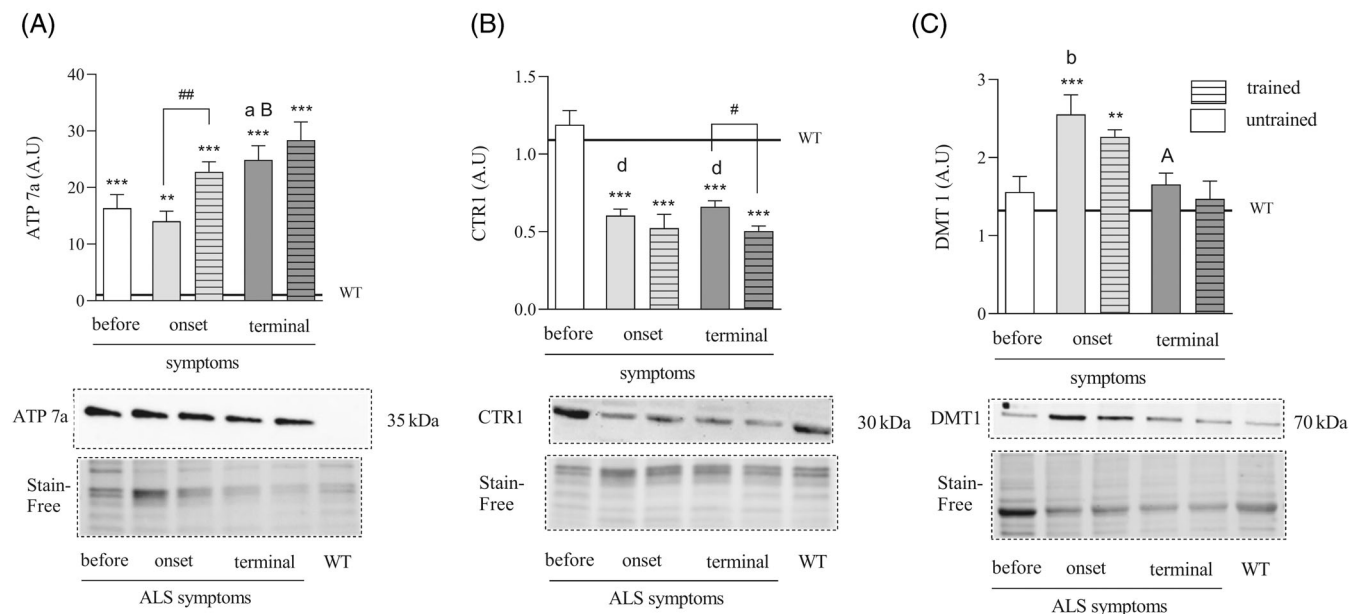 (A)
ATP 7a (A.U)
40
30
20
10
0
***
**
##
***
a B
***
***
WT
before onset terminal
symptoms
ATP 7a
35 kDa
Stain-
Free
before onset terminal WT
ALS symptoms
(B)
CTR1 (A.U)
1.5
1.0
0.5
0.0
d
***
***
d
***
#
***
WT
before onset terminal
symptoms
CTR1
30 kDa
Stain-
Free
before onset terminal WT
ALS symptoms
(C)
DMT 1 (A.U)
3
2
1
0
b
***
**
A
WT
trained
untrained
before onset terminal
symptoms
DMT1
70 kDa
Stain-
Free
before onset terminal WT
ALS symptoms